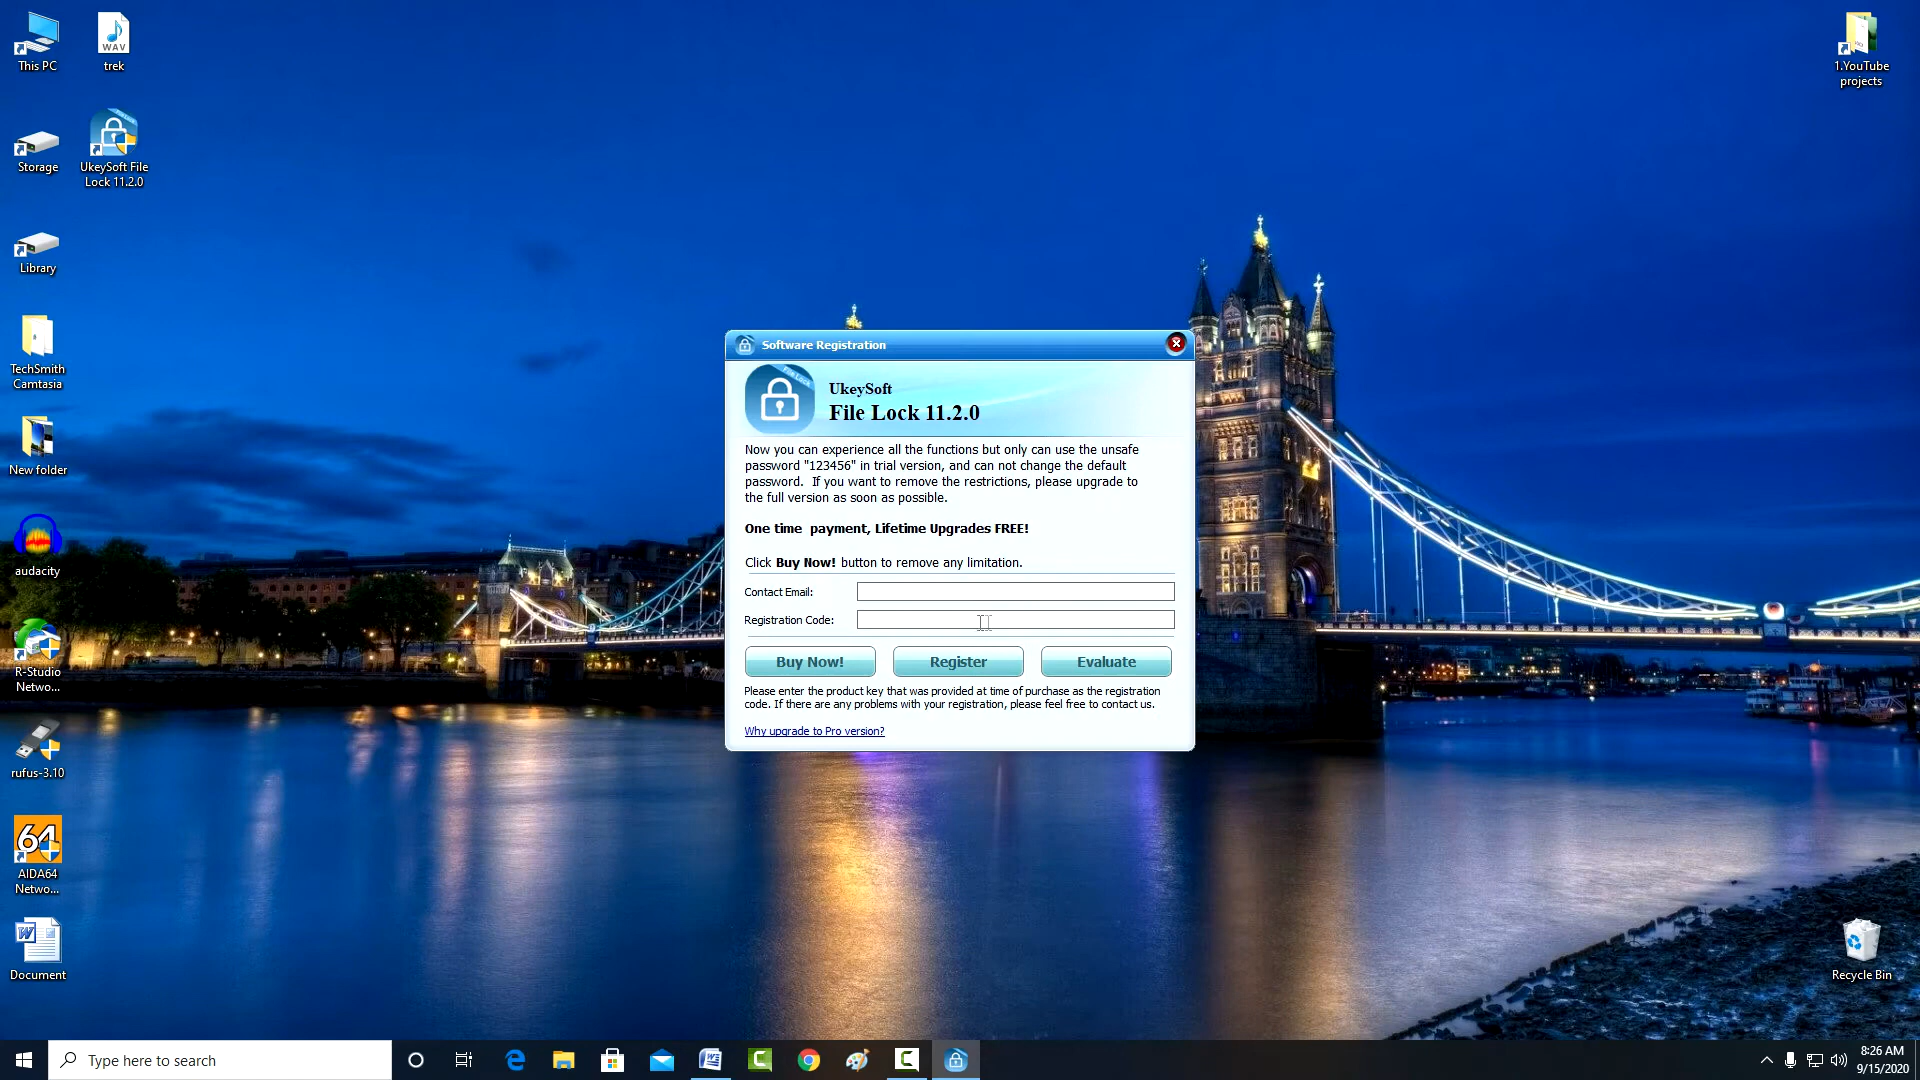 This PC
trek
WAV
Storage
UkeySoft File
Lock 11.2.0
Library
TechSmith
Camtasia
New folder
audacity
R-Studio
Netwo...
rufus-3.10
64
AIDA64
Netwo...
Document
1.YouTube
projects
Recycle Bin
Software Registration
File Lock
UkeySoft
File Lock 11.2.0
Now you can experience all the functions but only can use the unsafe
password "123456" in trial version, and can not change the default
password. If you want to remove the restrictions, please upgrade to
the full version as soon as possible.
One time payment, Lifetime Upgrades FREE!
Click Buy Now! button to remove any limitation.
Contact Email:
Registration Code:
Buy Now! Register Evaluate
Please enter the product key that was provided at time of purchase as the registration
code. If there are any problems with your registration, please feel free to contact us.
Why upgrade to Pro version?
Type here to search
8:26 AM
9/15/2020